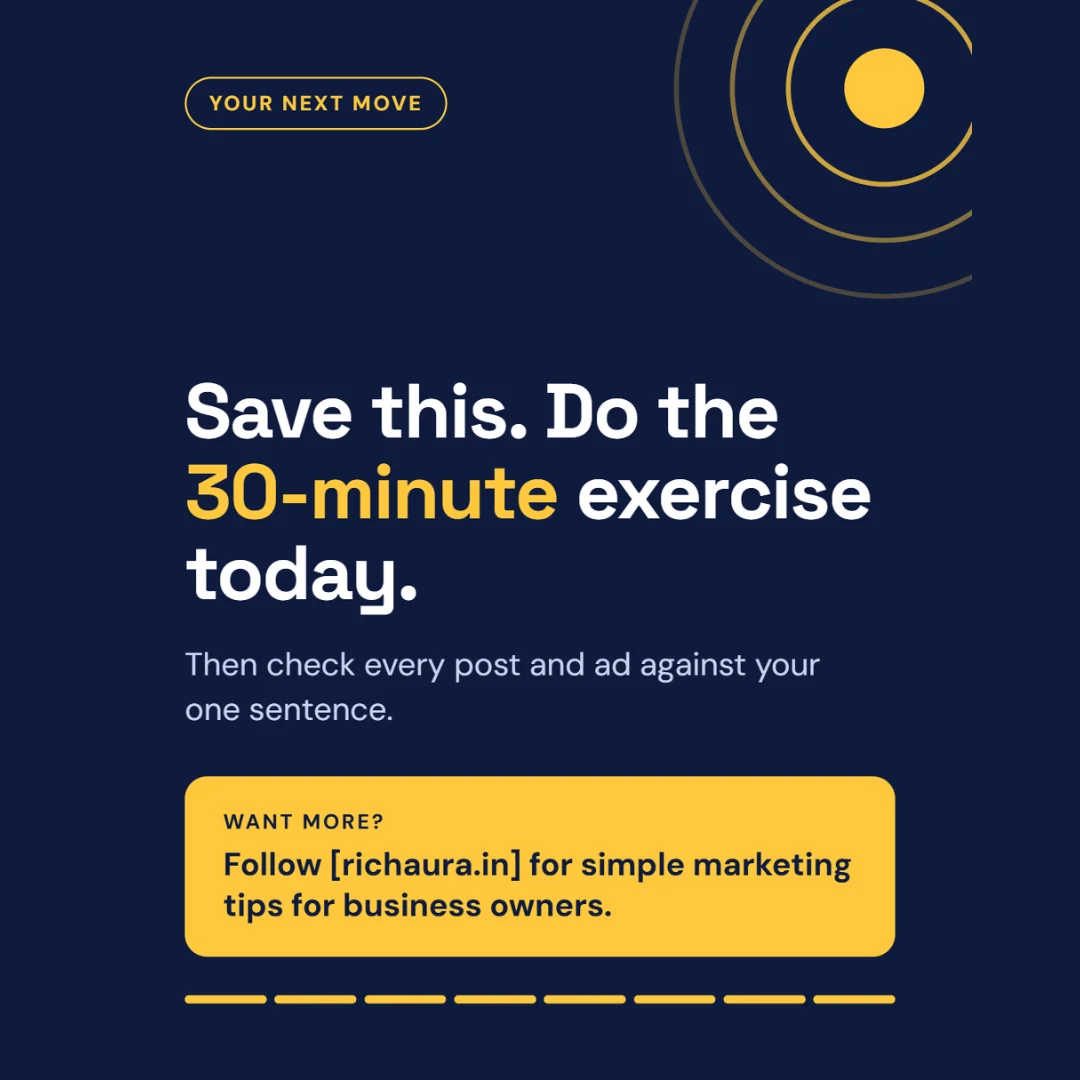 YOUR NEXT MOVE
Save this. Do the
30-minute exercise
today.
Then check every post and ad against your
one sentence.
WANT MORE?
Follow [richaura.in] for simple marketing
tips for business owners.